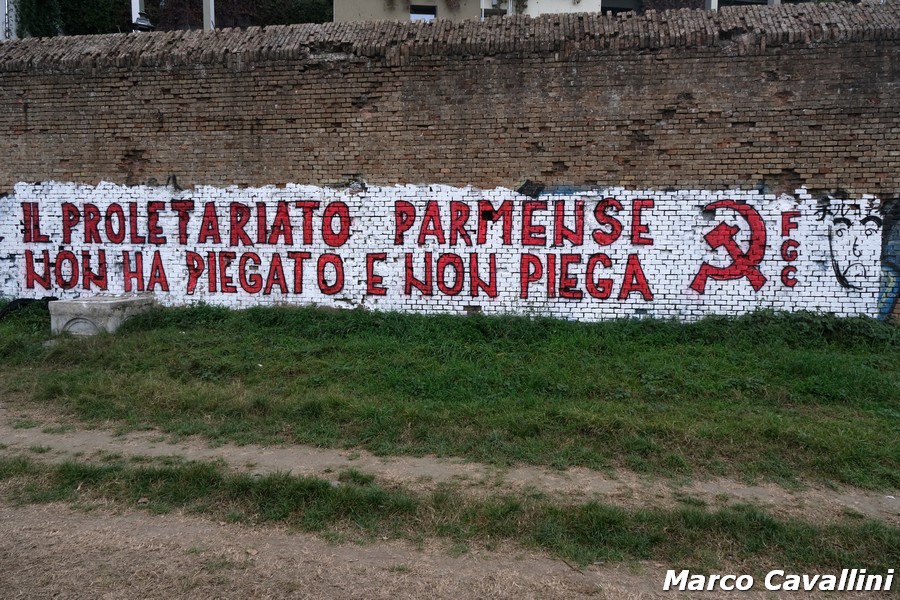 IL PROLETARIATO PARMENSE
NON HA PIEGATO E NON PIEGA
FGC
Marco Cavallini